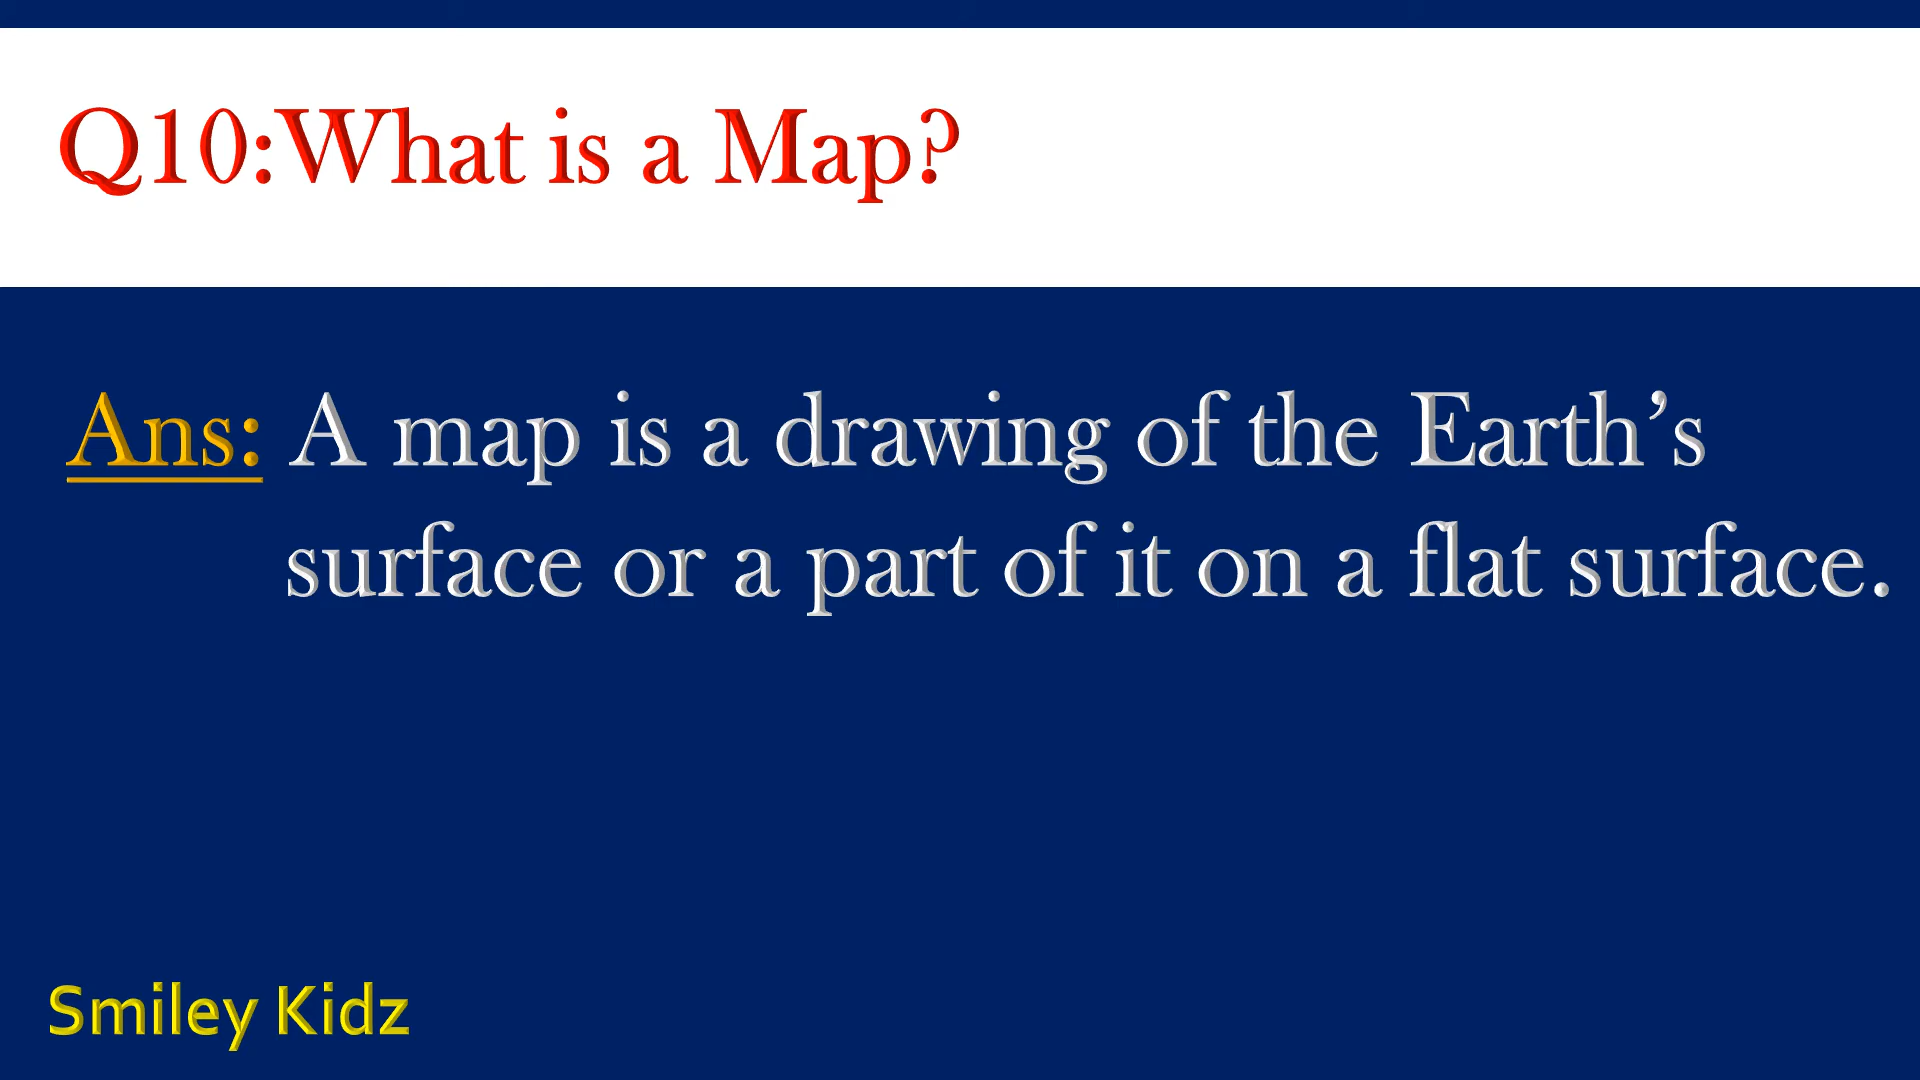 Q10:What is a Map?
Ans: A map is a drawing of the Earth’s
surface or a part of it on a flat surface.
Smiley Kidz